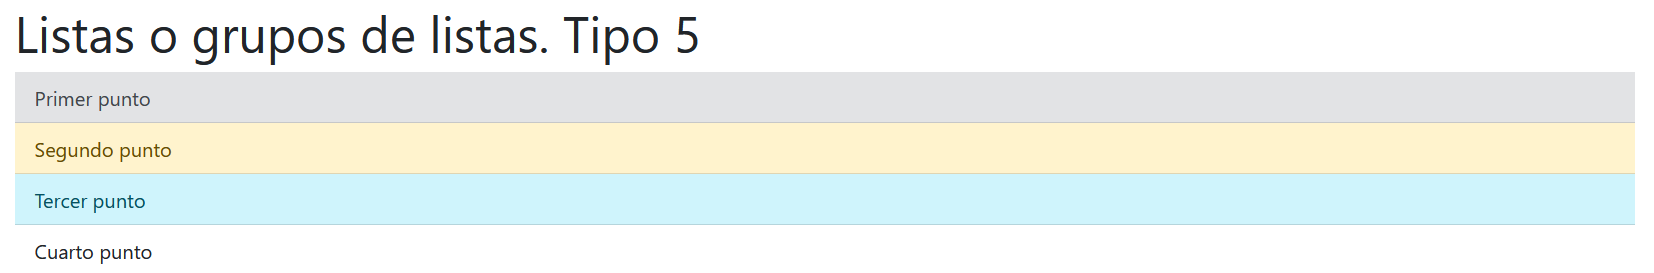 Listas o grupos de listas. Tipo 5
Primer punto
Segundo punto
Tercer punto
Cuarto punto